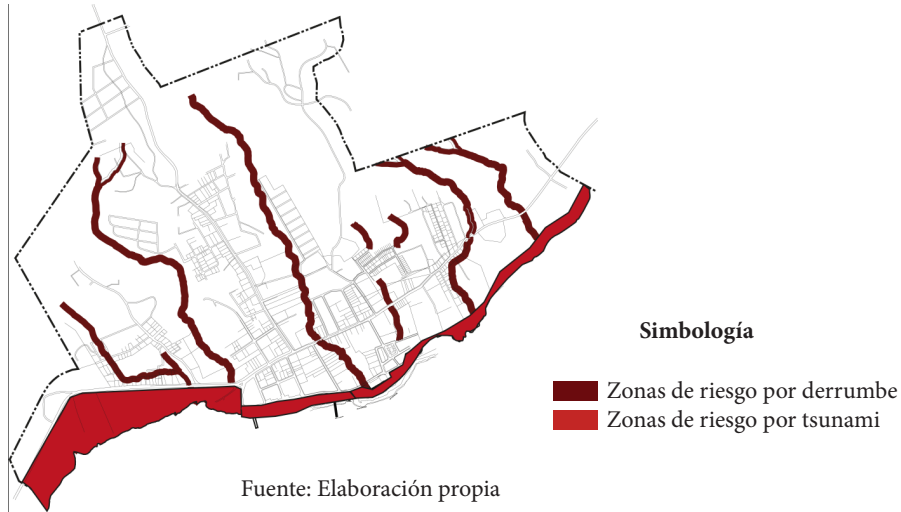 Simbología
Zonas de riesgo por derrumbe
Zonas de riesgo por tsunami
Fuente: Elaboración propia